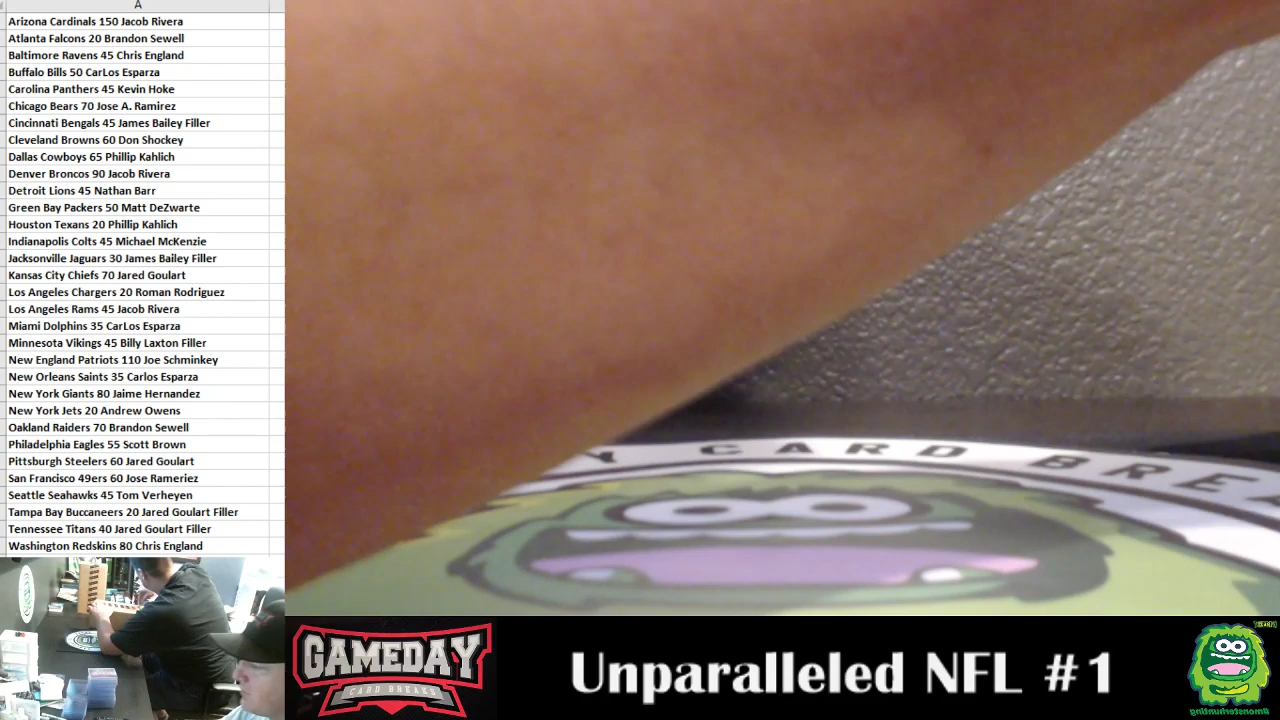 A
Arizona Cardinals 150 Jacob Rivera
Atlanta Falcons 20 Brandon Sewell
Baltimore Ravens 45 Chris England
Buffalo Bills 50 CarLos Esparza
Carolina Panthers 45 Kevin Hoke
Chicago Bears 70 Jose A. Ramirez
Cincinnati Bengals 45 James Bailey Filler
Cleveland Browns 60 Don Shockey
Dallas Cowboys 65 Phillip Kahlich
Denver Broncos 90 Jacob Rivera
Detroit Lions 45 Nathan Barr
Green Bay Packers 50 Matt DeZwarte
Houston Texans 20 Phillip Kahlich
Indianapolis Colts 45 Michael McKenzie
Jacksonville Jaguars 30 James Bailey Filler
Kansas City Chiefs 70 Jared Goulart
Los Angeles Chargers 20 Roman Rodriguez
Los Angeles Rams 45 Jacob Rivera
Miami Dolphins 35 CarLos Esparza
Minnesota Vikings 45 Billy Laxton Filler
New England Patriots 110 Joe Schminkey
New Orleans Saints 35 Carlos Esparza
New York Giants 80 Jaime Hernandez
New York Jets 20 Andrew Owens
Oakland Raiders 70 Brandon Sewell
Philadelphia Eagles 55 Scott Brown
Pittsburgh Steelers 60 Jared Goulart
San Francisco 49ers 60 Jose Rameriez
Seattle Seahawks 45 Tom Verheyen
Tampa Bay Buccaneers 20 Jared Goulart Filler
Tennessee Titans 40 Jared Goulart Filler
Washington Redskins 80 Chris England
Y CARD BREA
GAMEDAY
CARD BREAKS
Unparalleled NFL #1
#monsterhunting